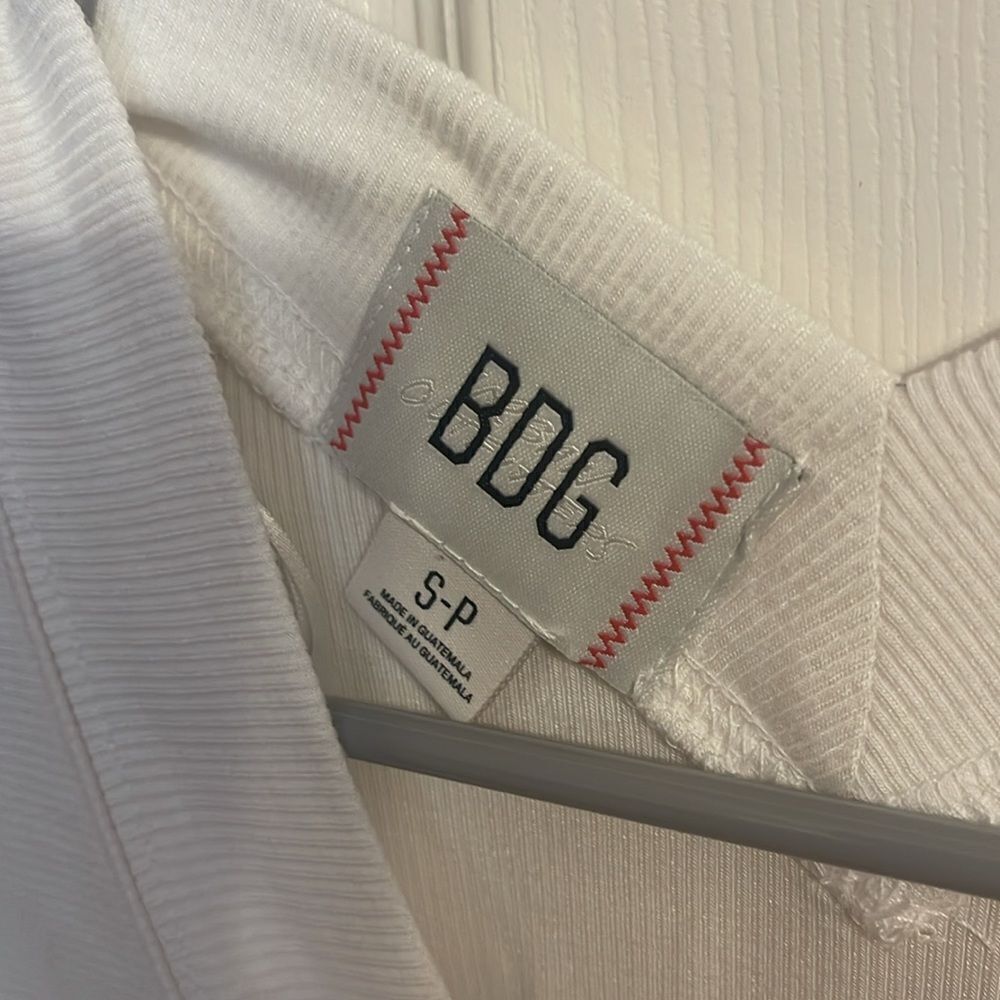 BDG
S-P
MADE IN GUATEMALA
FABRIQUÉ AU GUATEMALA